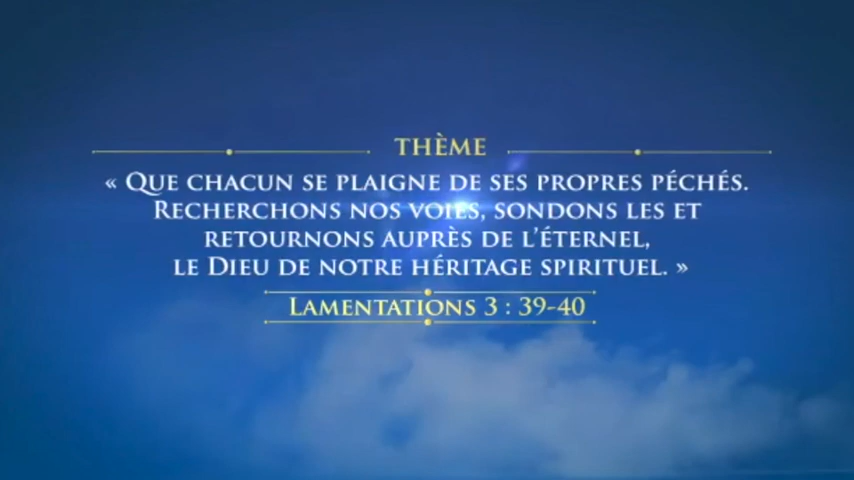 THÈME
« QUE CHACUN SE PLAIGNE DE SES PROPRES PÉCHÉS.
RECHERCHONS NOS VOIES, SONDONS LES ET
RETOURNONS AUPRÈS DE L’ÉTERNEL,
LE DIEU DE NOTRE HÉRITAGE SPIRITUEL. »
LAMENTATIONS 3 : 39-40